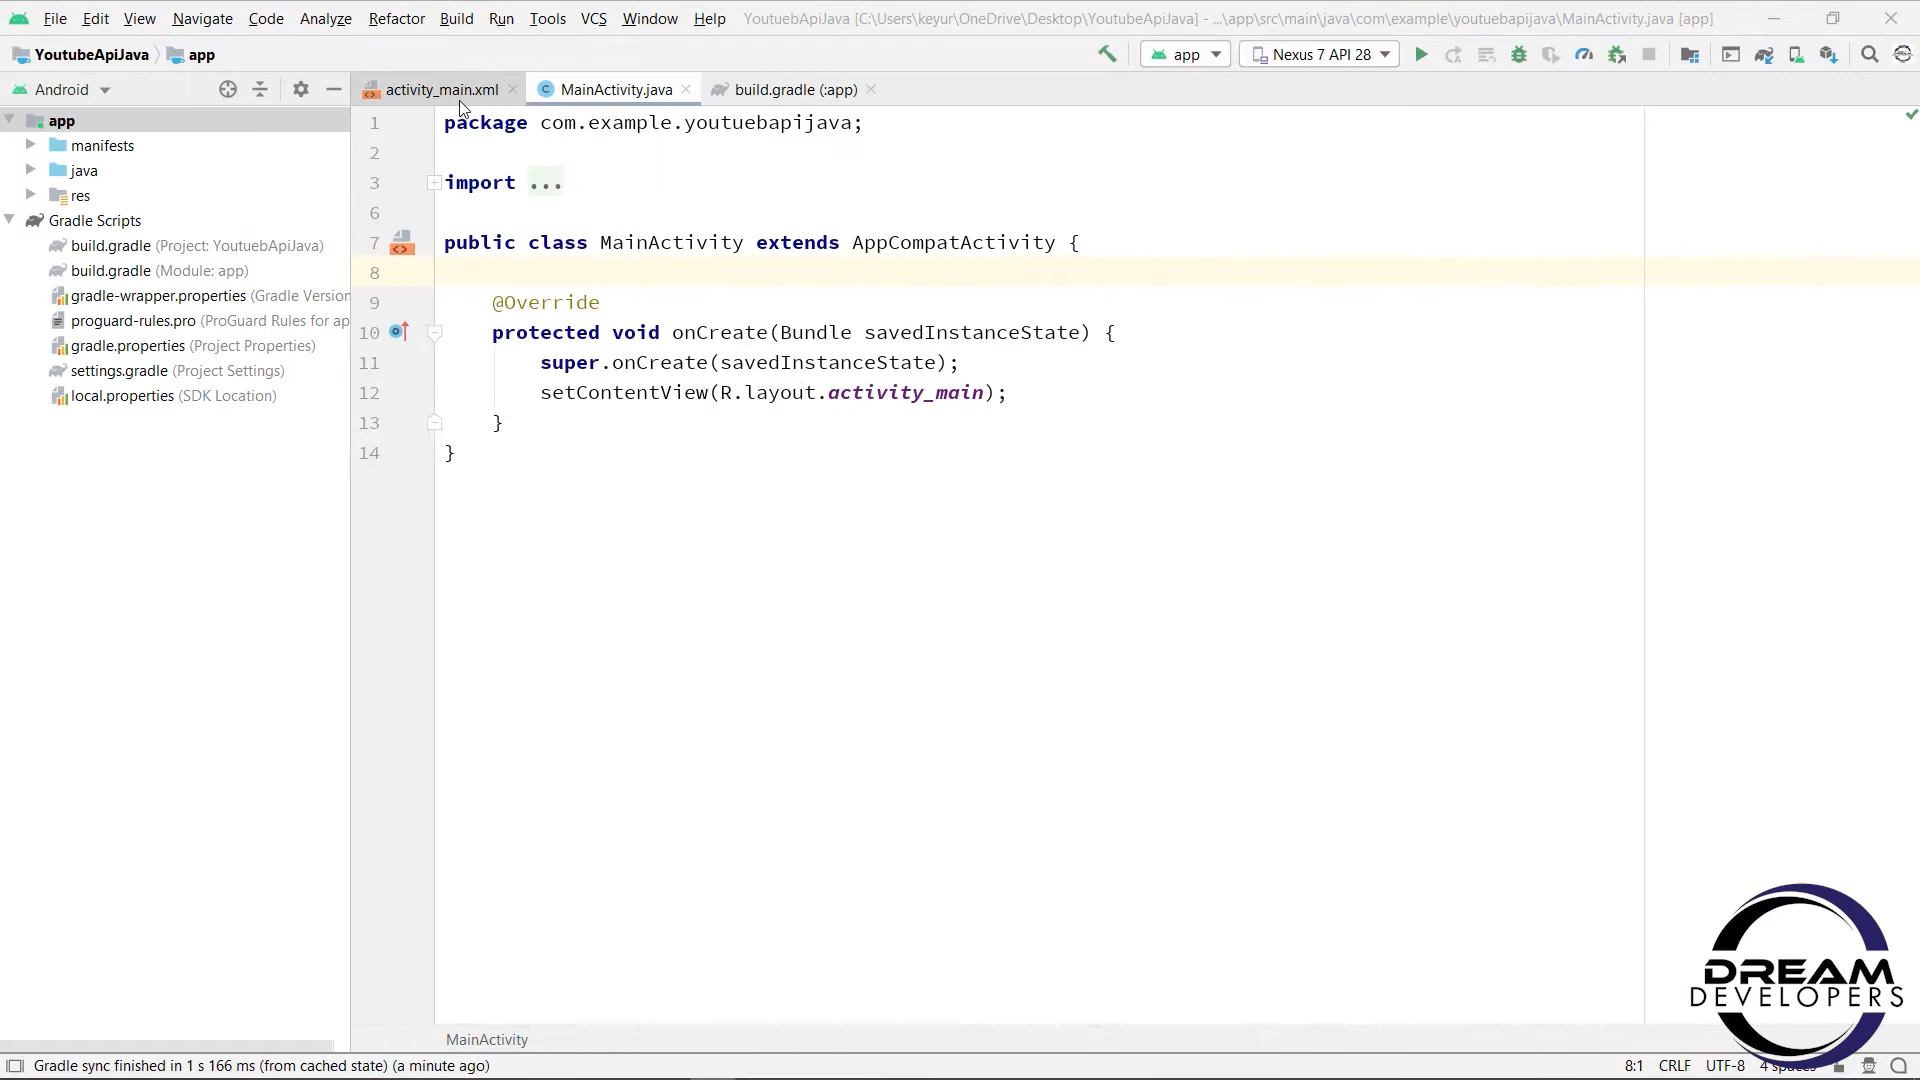 File Edit View Navigate Code Analyze Refactor Build Run Tools VCS Window Help YoutuebApiJava [C:\Users\keyur\OneDrive\Desktop\YoutubeApiJava] - ...\app\src\main\java\com\example\youtuebapijava\MainActivity.java [app]
YoutubeApiJava app app Nexus 7 API 28
Android activity_main.xml MainActivity.java build.gradle (:app)
app
manifests
java
res
Gradle Scripts
build.gradle (Project: YoutuebApiJava)
build.gradle (Module: app)
gradle-wrapper.properties (Gradle Version
proguard-rules.pro (ProGuard Rules for ap
gradle.properties (Project Properties)
settings.gradle (Project Settings)
local.properties (SDK Location)
1 package com.example.youtuebapijava;
2
3 import ...
6
7 public class MainActivity extends AppCompatActivity {
8
9 @Override
10 protected void onCreate(Bundle savedInstanceState) {
11 super.onCreate(savedInstanceState);
12 setContentView(R.layout.activity_main);
13 }
14 }
DREAM
DEVELOPERS
MainActivity
Gradle sync finished in 1 s 166 ms (from cached state) (a minute ago) 8:1 CRLF UTF-8 4 spaces